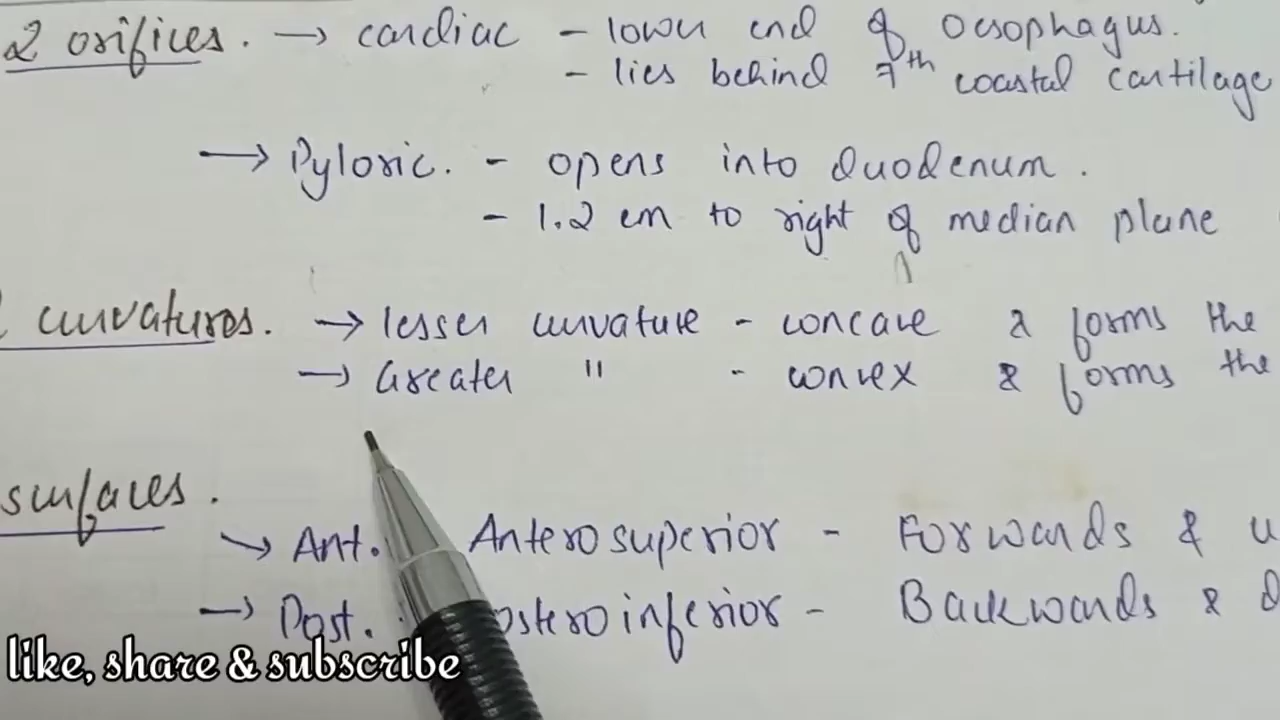 2 orifices. → cardiac - lower end of Oesophagus.
- lies behind 7th coastal cartilage
→ Pyloric. - opens into duodenum.
- 1.2 cm to right of median plane
curvatures. → lesser curvature - concave & forms the
→ Greater " - convex & forms the
surfaces.
→ Ant. Anterosuperior - Forwards & u
→ Post. osteroinferior - Backwards & d
like, share & subscribe